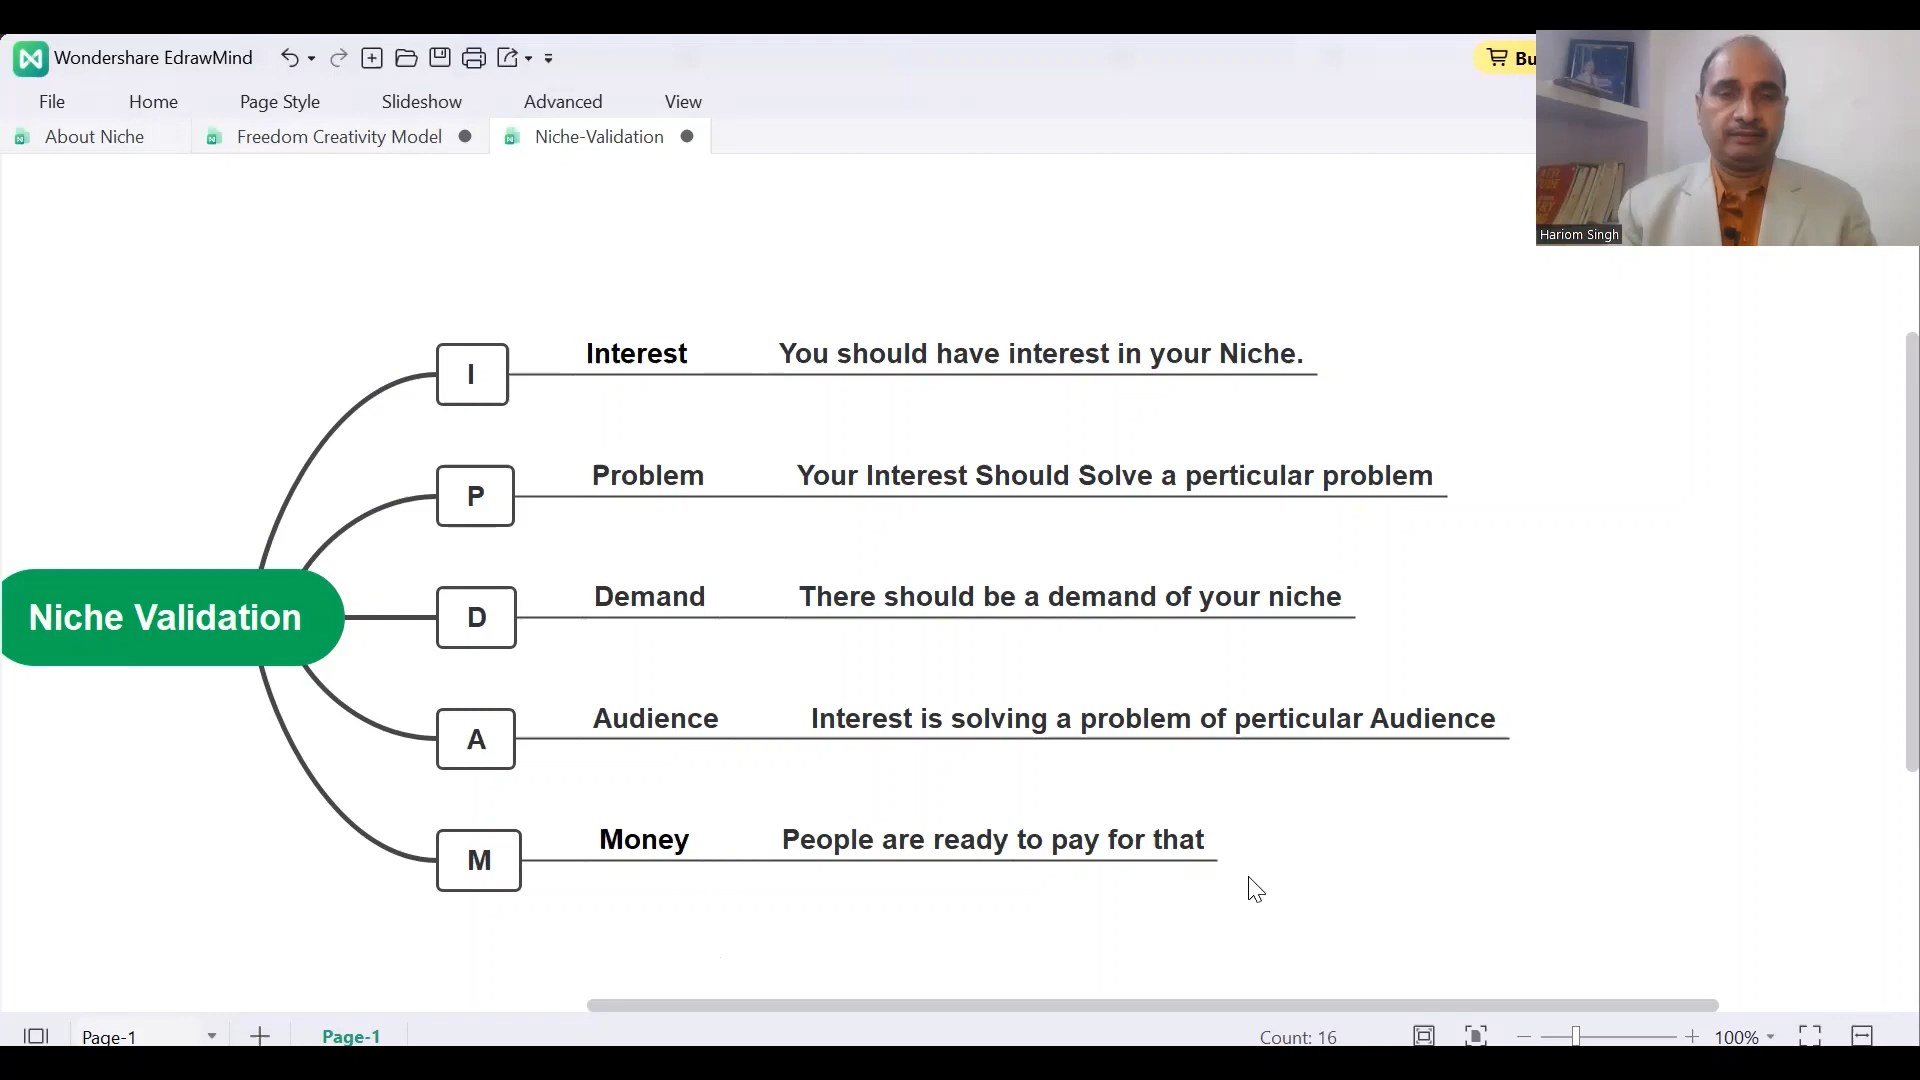 Wondershare EdrawMind
Bu
File Home Page Style Slideshow Advanced View
About Niche Freedom Creativity Model Niche-Validation
Hariom Singh
I Interest You should have interest in your Niche.
P Problem Your Interest Should Solve a perticular problem
Niche Validation
D Demand There should be a demand of your niche
A Audience Interest is solving a problem of perticular Audience
M Money People are ready to pay for that
Page-1 Page-1 Count: 16 100%